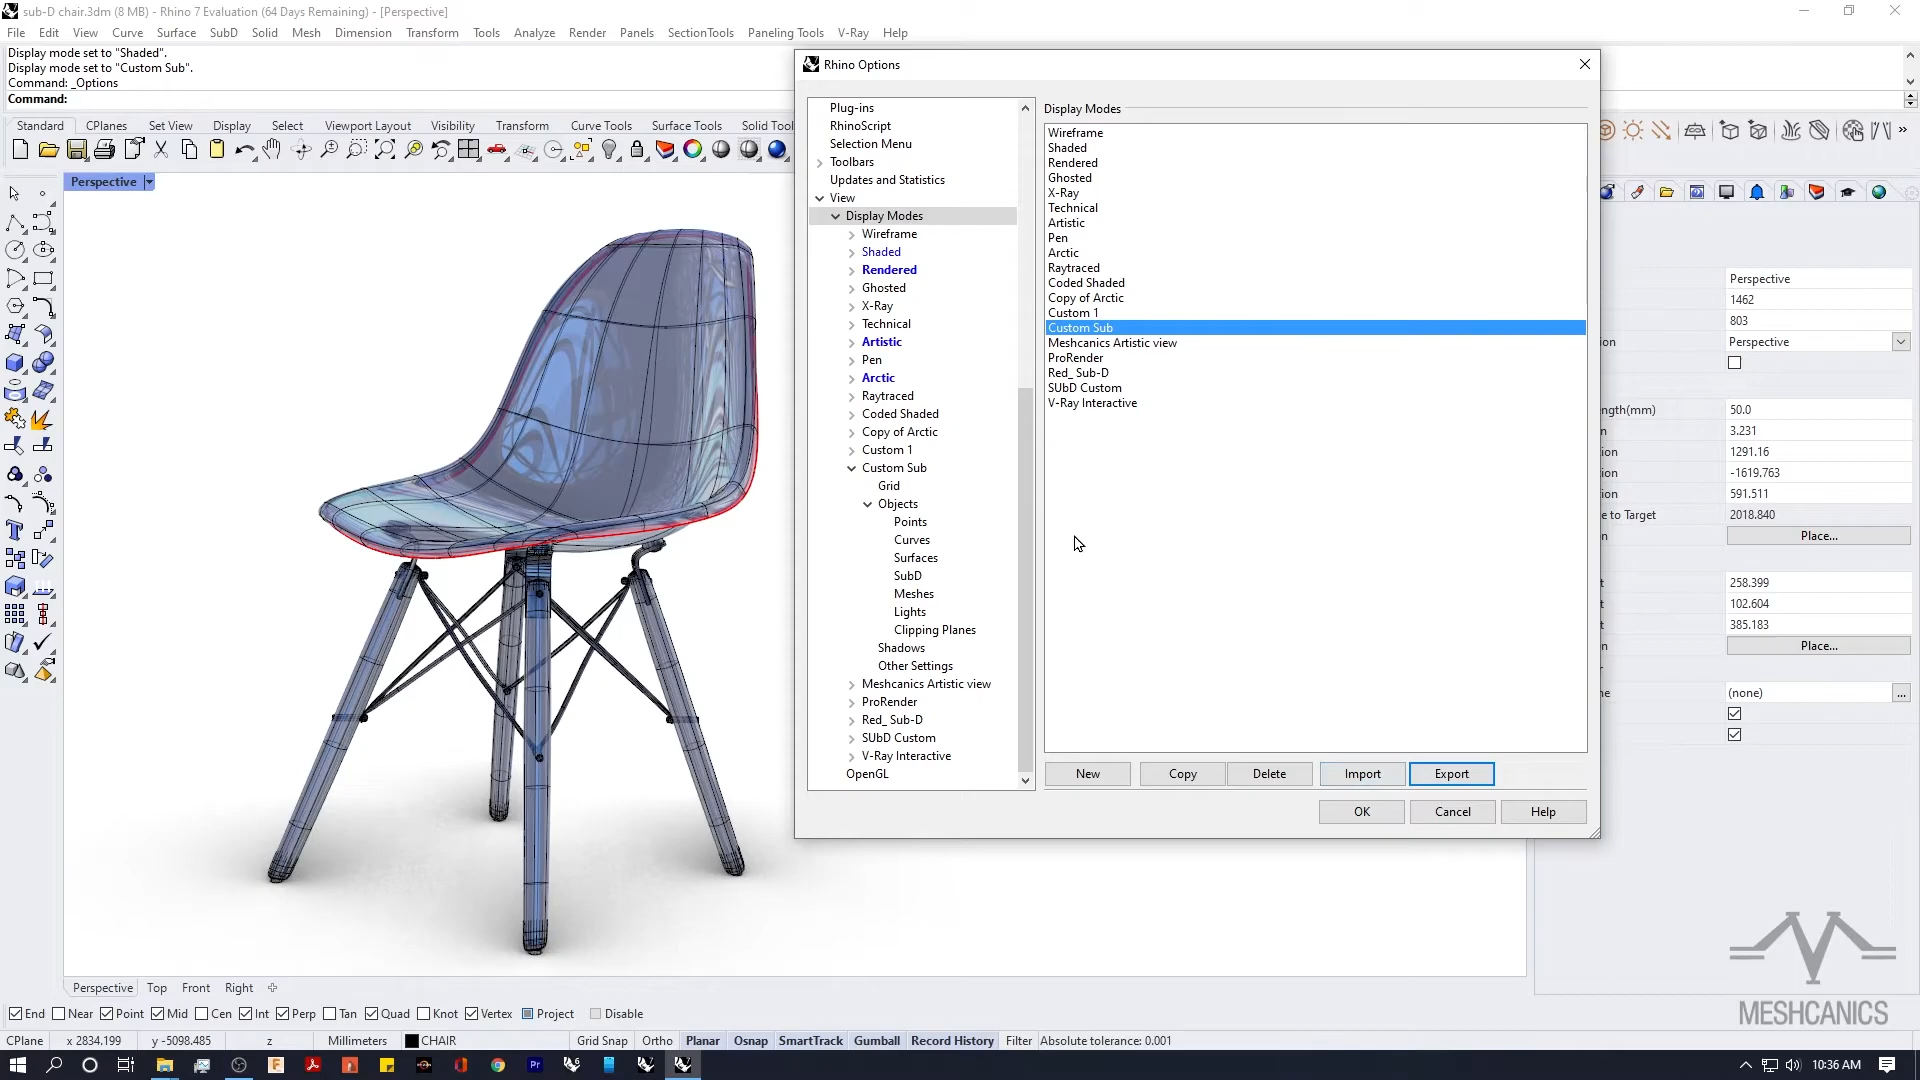 sub-D chair.3dm (8 MB) - Rhino 7 Evaluation (64 Days Remaining) - [Perspective]
File Edit View Curve Surface SubD Solid Mesh Dimension Transform Tools Analyze Render Panels SectionTools Paneling Tools V-Ray Help
Display mode set to "Shaded".
Display mode set to "Custom Sub".
Command: _Options
Command:
Standard CPlanes Set View Display Select Viewport Layout Visibility Transform Curve Tools Surface Tools Solid Tool
Perspective
Rhino Options
Plug-ins
RhinoScript
Selection Menu
Toolbars
Updates and Statistics
View
Display Modes
Wireframe
Shaded
Rendered
Ghosted
X-Ray
Technical
Artistic
Pen
Arctic
Raytraced
Coded Shaded
Copy of Arctic
Custom 1
Custom Sub
Grid
Objects
Points
Curves
Surfaces
SubD
Meshes
Lights
Clipping Planes
Shadows
Other Settings
Meshcanics Artistic view
ProRender
Red_ Sub-D
SUbD Custom
V-Ray Interactive
OpenGL
Display Modes
Wireframe
Shaded
Rendered
Ghosted
X-Ray
Technical
Artistic
Pen
Arctic
Raytraced
Coded Shaded
Copy of Arctic
Custom 1
Custom Sub
Meshcanics Artistic view
ProRender
Red_ Sub-D
SUbD Custom
V-Ray Interactive
New Copy Delete Import Export
OK Cancel Help
Perspective
1462
803
on Perspective
ength(mm) 50.0
n 3.231
ion 1291.16
ion -1619.763
ion 591.511
e to Target 2018.840
n Place...
t 258.399
t 102.604
t 385.183
n Place...
r
ne (none) ...
MESHCANICS
Perspective Top Front Right
End Near Point Mid Cen Int Perp Tan Quad Knot Vertex Project Disable
CPlane x 2834.199 y -5098.485 z Millimeters CHAIR Grid Snap Ortho Planar Osnap SmartTrack Gumball Record History Filter Absolute tolerance: 0.001
10:36 AM